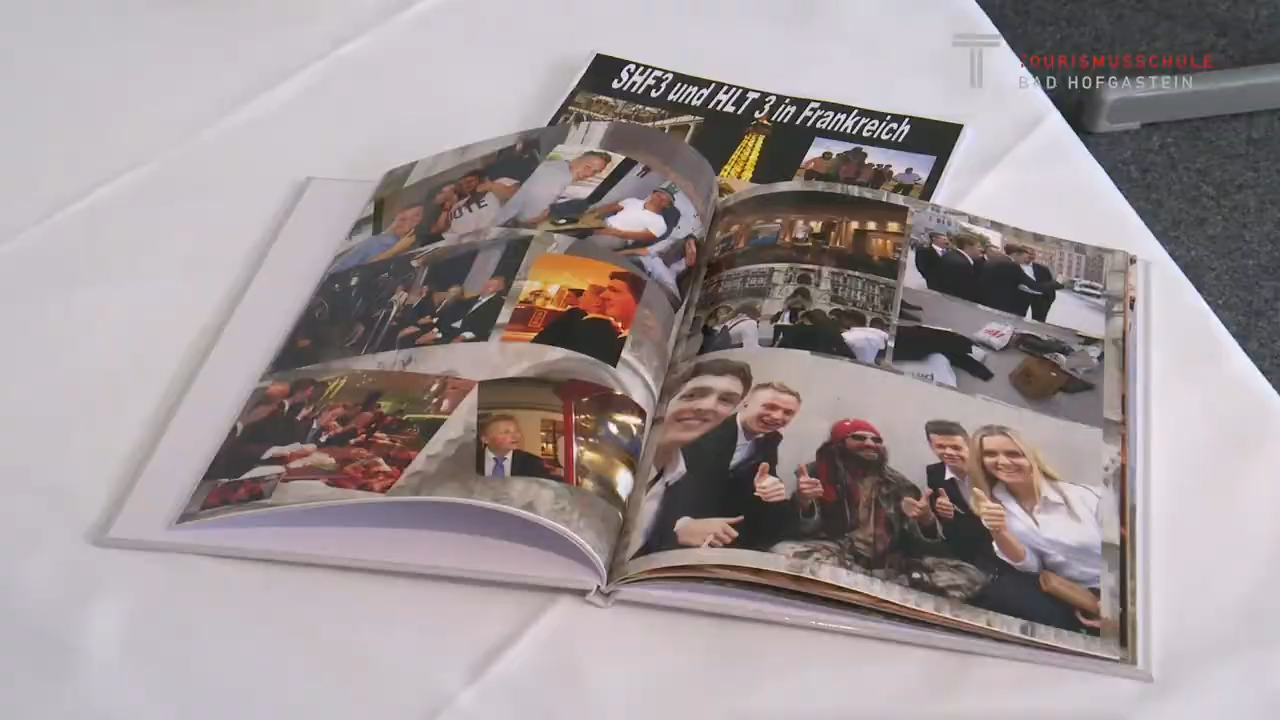 TOURISMUSSCHULE
BAD HOFGASTEIN
SHF3 und HLT 3 in Frankreich